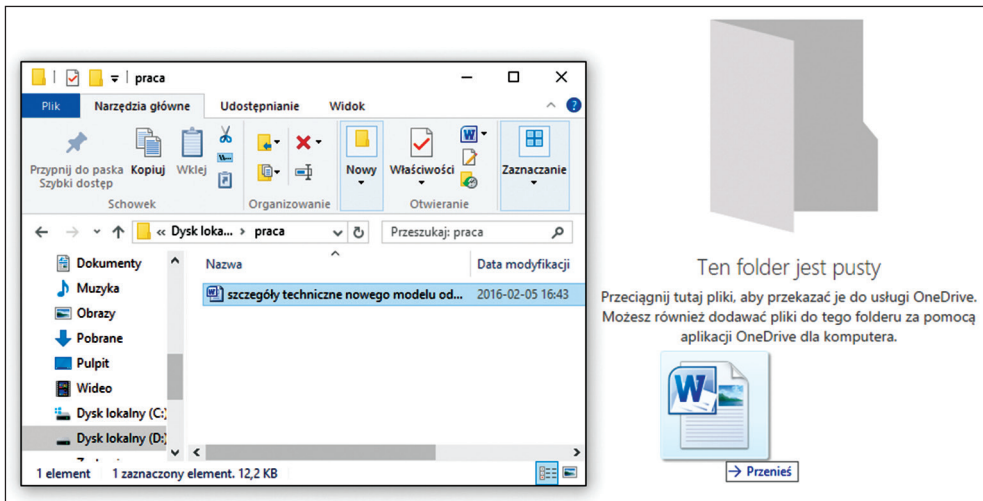 praca
Plik Narzędzia główne Udostępnianie Widok
Przypnij do paska
Szybki dostęp
Kopiuj
Wklej
Schowek
Organizowanie
Nowy
Właściwości
Otwieranie
Zaznaczanie
« Dysk loka... > praca
Przeszukaj: praca
Dokumenty
Muzyka
Obrazy
Pobrane
Pulpit
Wideo
Dysk lokalny (C:)
Dysk lokalny (D:)
Nazwa Data modyfikacji
szczegóły techniczne nowego modelu od... 2016-02-05 16:43
1 element 1 zaznaczony element. 12,2 KB
Ten folder jest pusty
Przeciągnij tutaj pliki, aby przekazać je do usługi OneDrive.
Możesz również dodawać pliki do tego folderu za pomocą
aplikacji OneDrive dla komputera.
W
→ Przenieś